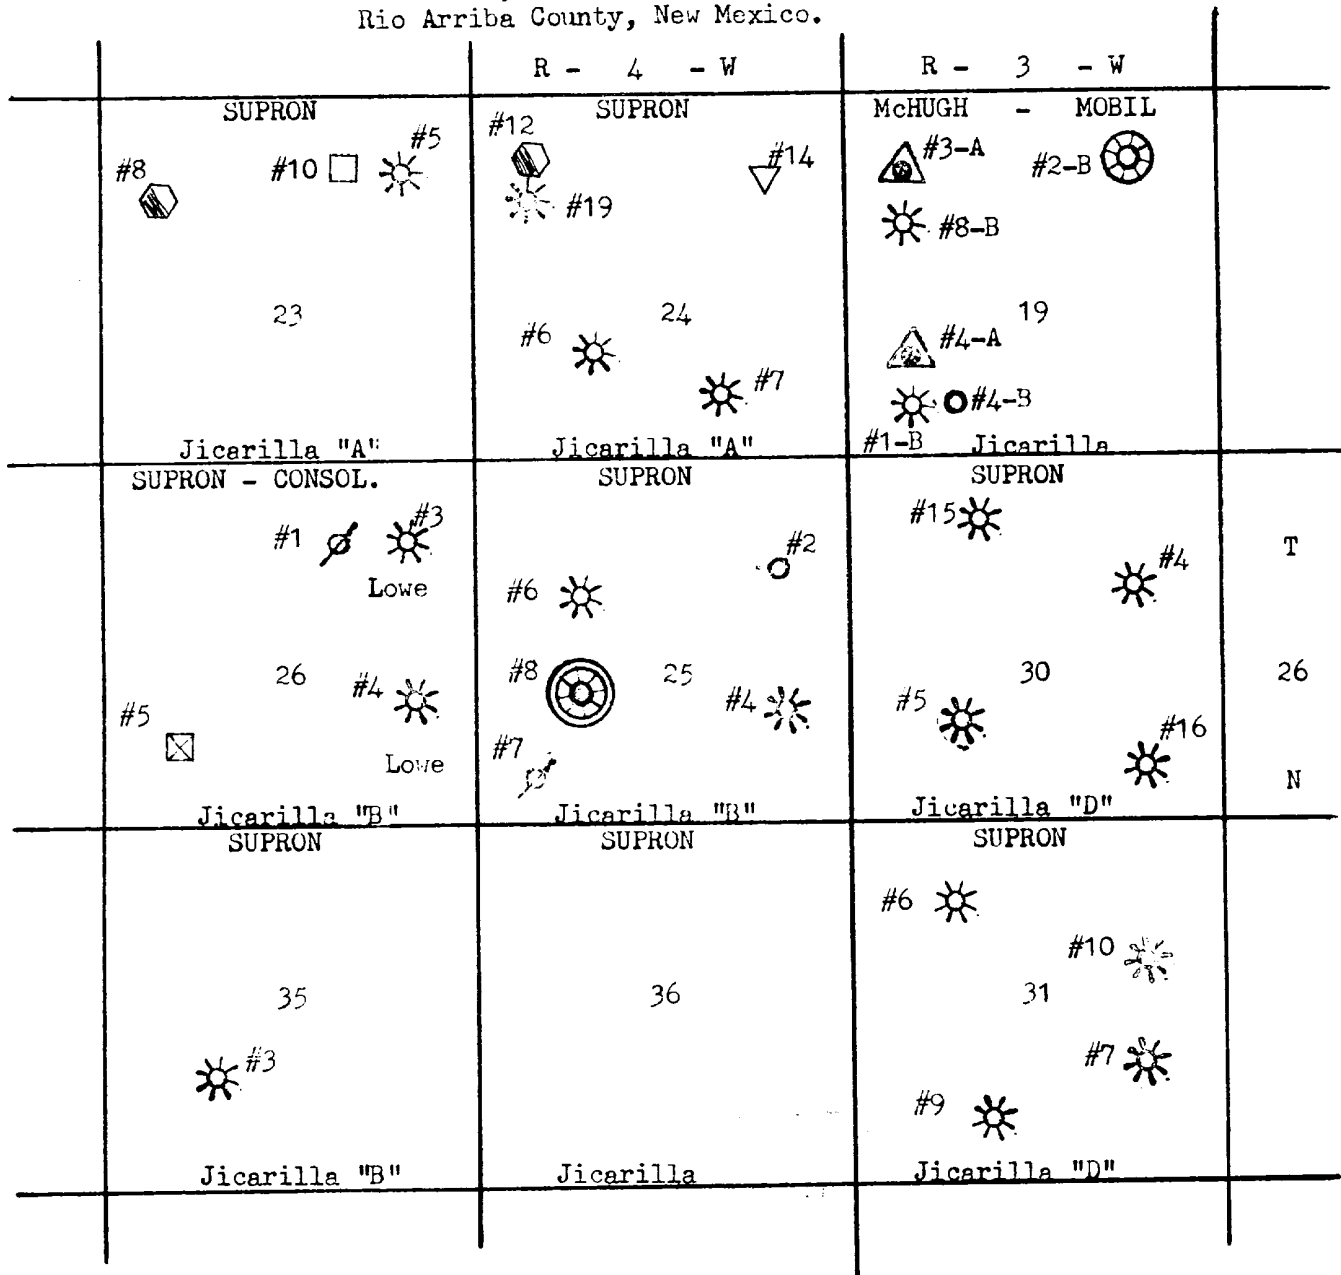 Rio Arriba County, New Mexico.
R - 4 - W
R - 3 - W
SUPRON
#8
#10
#5
23
Jicarilla "A"
SUPRON
#12
#14
#19
24
#6
#7
Jicarilla "A"
McHUGH - MOBIL
#3-A
#2-B
#8-B
19
#4-A
#4-B
#1-B
Jicarilla
SUPRON - CONSOL.
#1
#3
Lowe
26
#4
#5
Lowe
Jicarilla "B"
SUPRON
#2
#6
#8
25
#4
#7
Jicarilla "B"
SUPRON
#15
#4
30
#5
#16
Jicarilla "D"
T
26
N
SUPRON
35
#3
Jicarilla "B"
SUPRON
36
Jicarilla
SUPRON
#6
#10
31
#7
#9
Jicarilla "D"